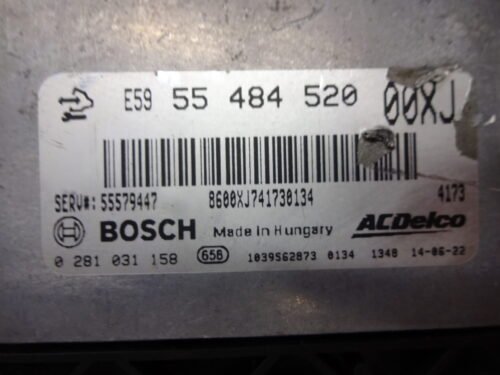 E59 55 484 520 00XJ
SERV#:55579447 8600XJ741730134 4173
BOSCH Made in Hungary ACDelco
0 281 031 158 658 1039S62873 0134 1348 14-06-22